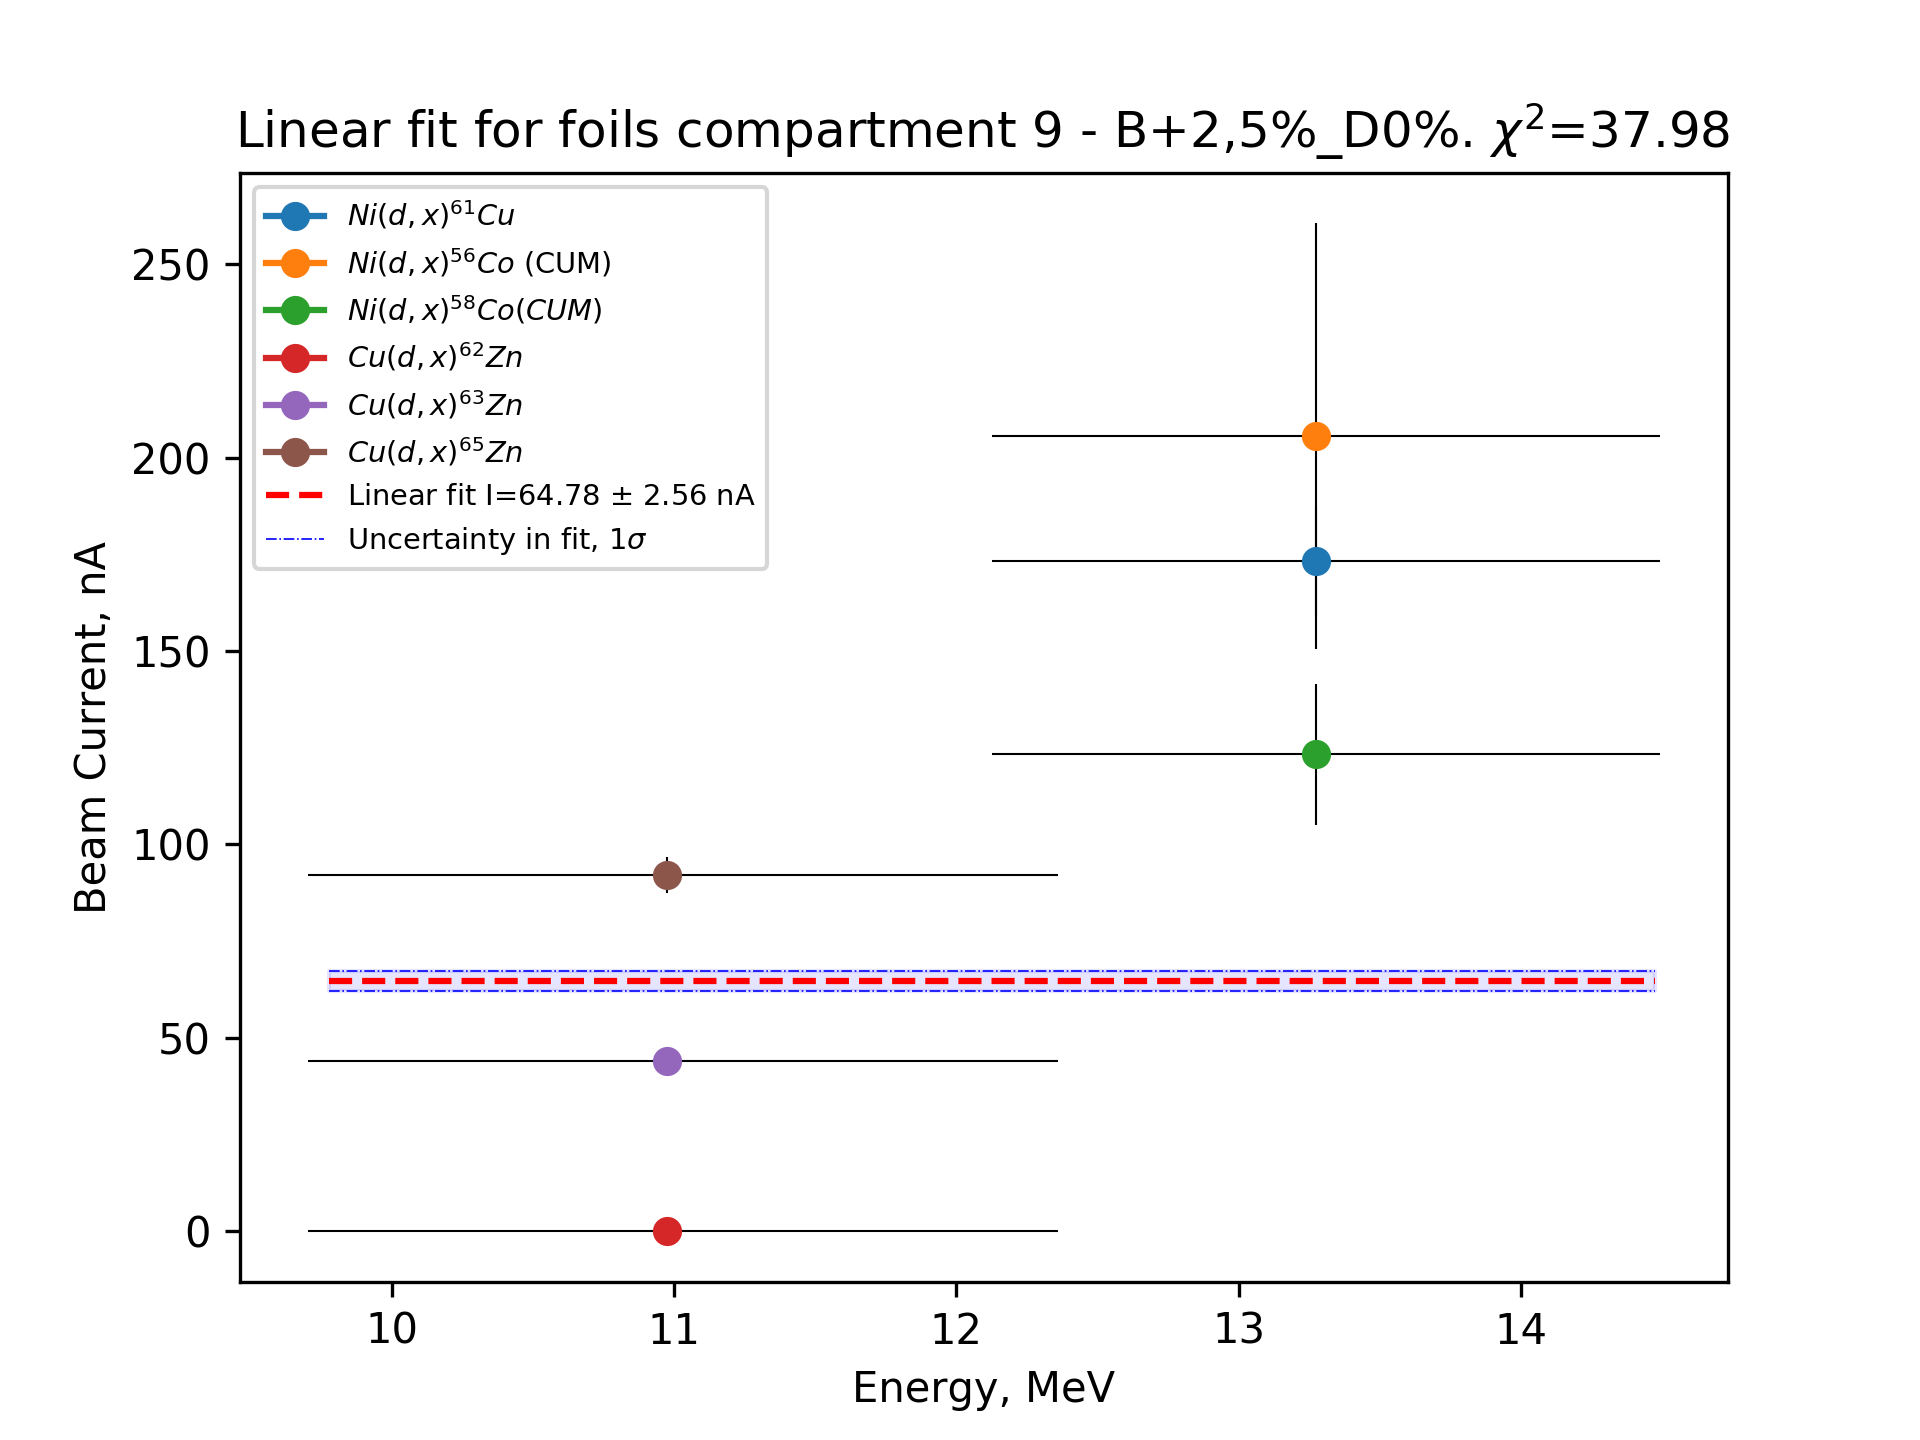 Linear fit for foils compartment 9 - B+2,5%_D0%. χ²=37.98
Ni(d, x)⁶¹Cu
Ni(d, x)⁵⁶Co (CUM)
Ni(d, x)⁵⁸Co(CUM)
Cu(d, x)⁶²Zn
Cu(d, x)⁶³Zn
Cu(d, x)⁶⁵Zn
Linear fit I=64.78 ± 2.56 nA
Uncertainty in fit, 1σ
Beam Current, nA
250
200
150
100
50
0
10 11 12 13 14
Energy, MeV